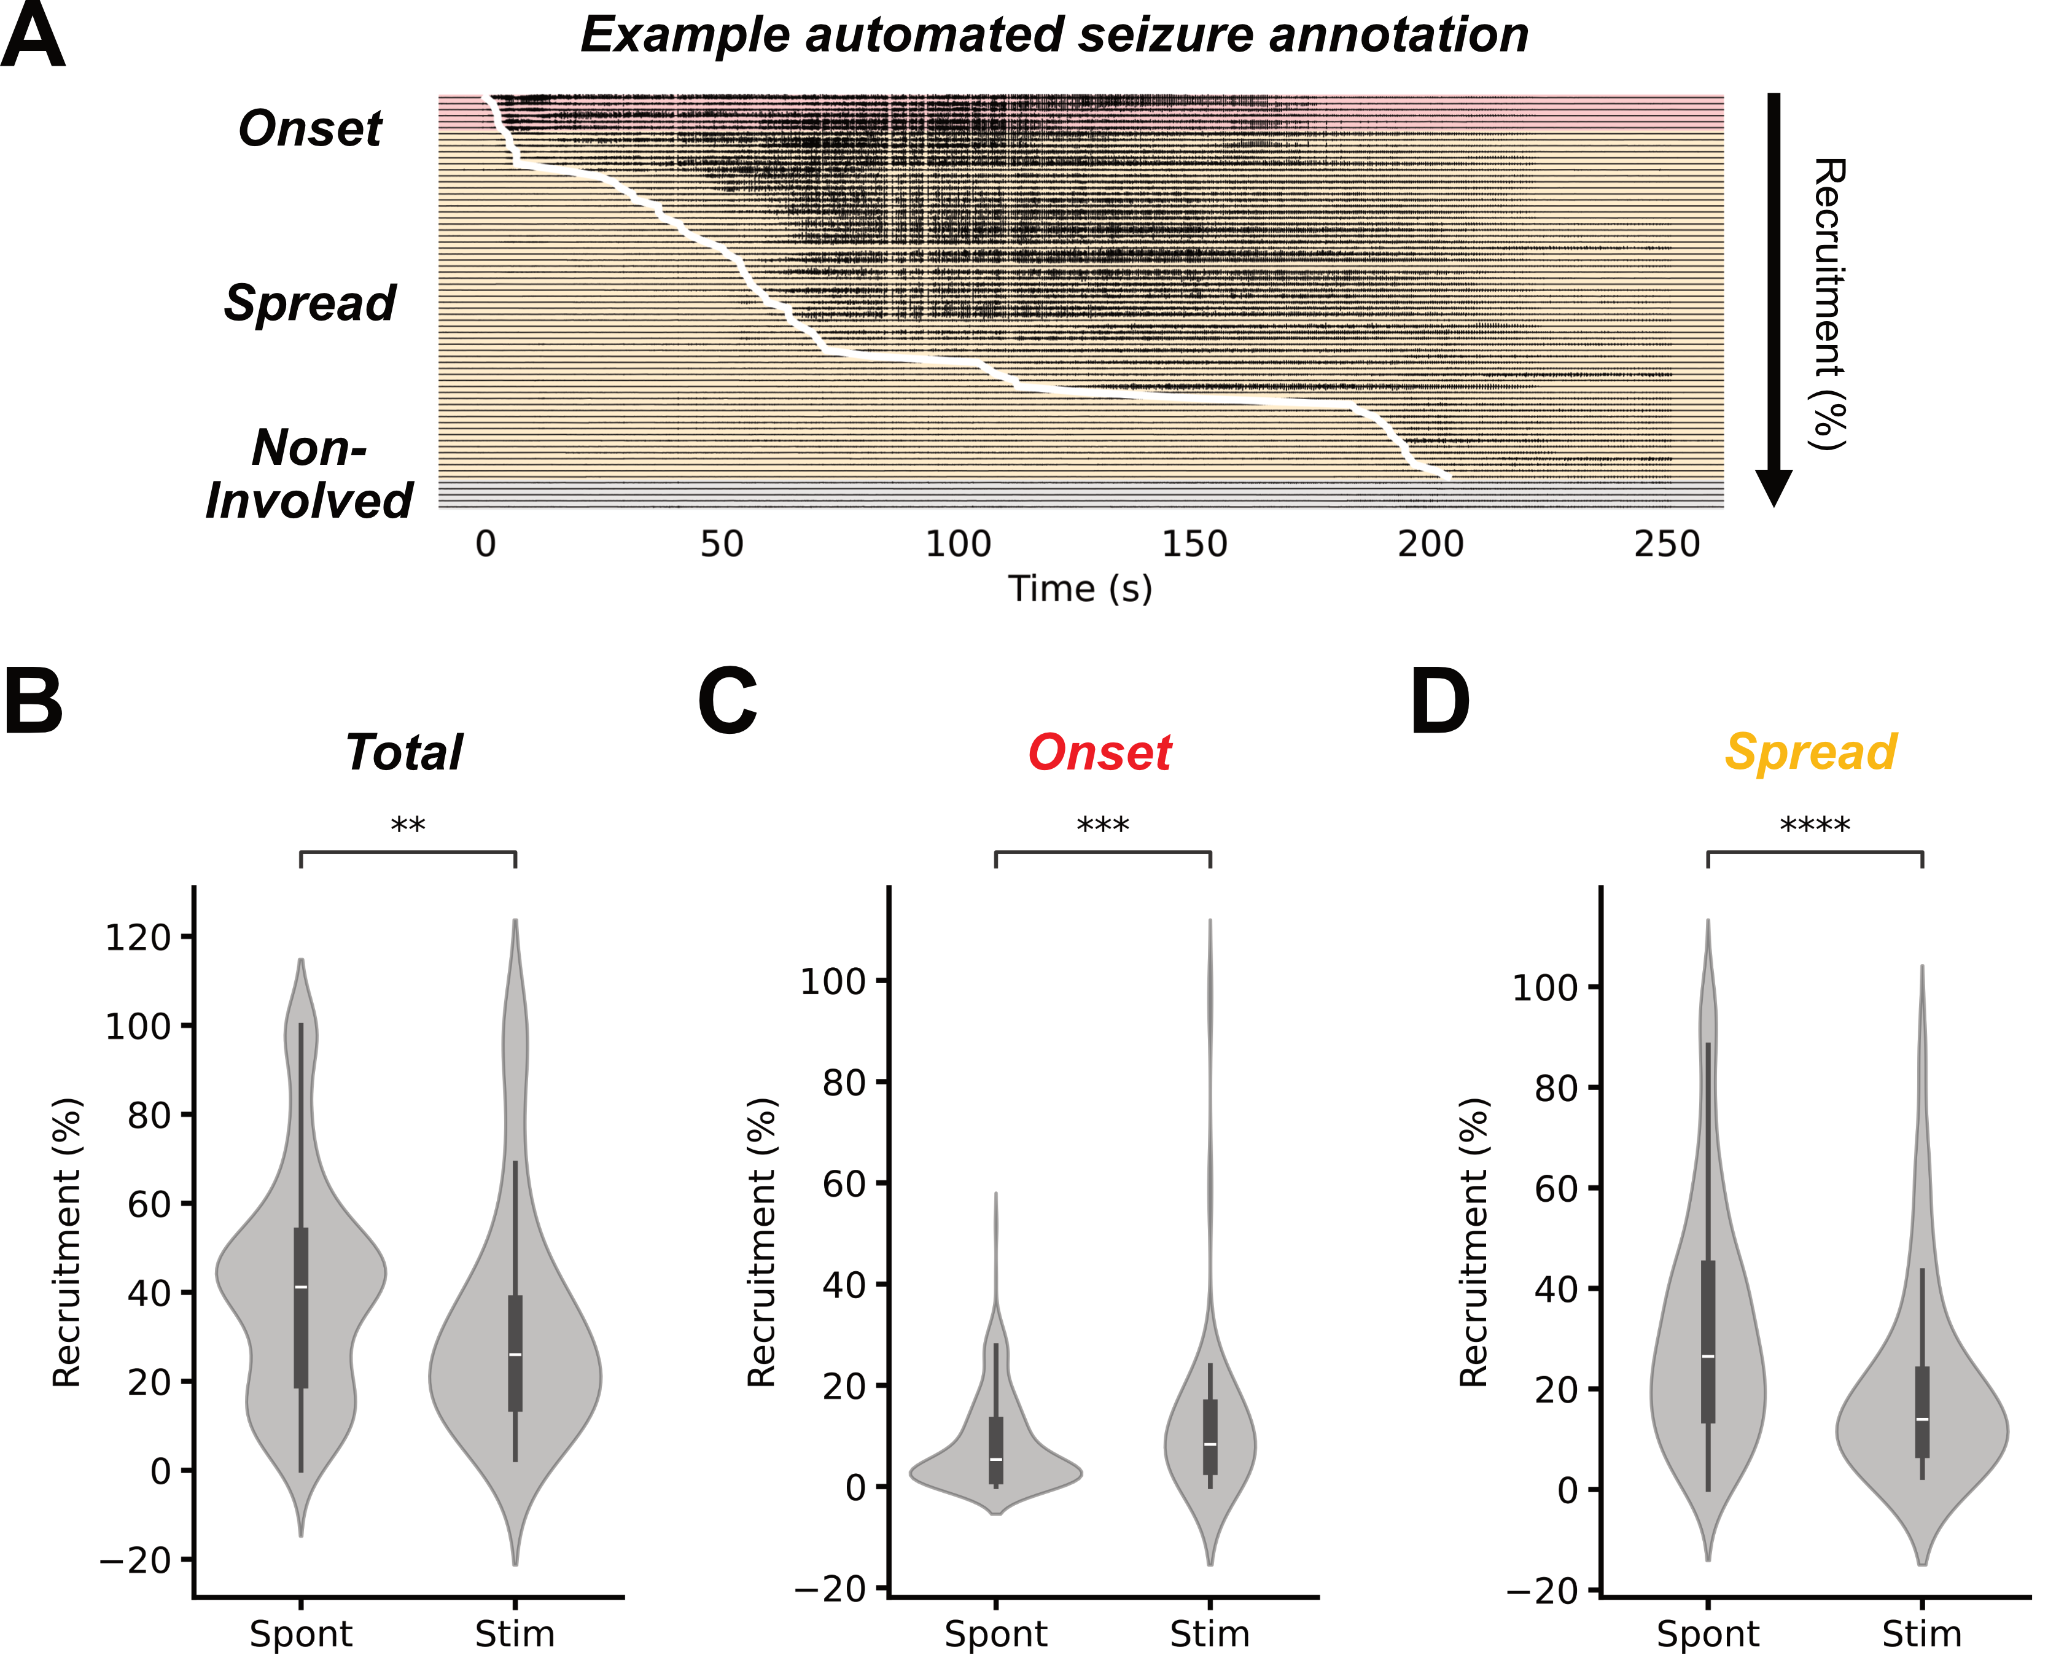 A
Example automated seizure annotation
Onset
Spread
Non-
Involved
Recruitment (%)
0 50 100 150 200 250
Time (s)
B
Total
**
Recruitment (%)
120
100
80
60
40
20
0
−20
Spont Stim
C
Onset
***
Recruitment (%)
100
80
60
40
20
0
−20
Spont Stim
D
Spread
****
Recruitment (%)
100
80
60
40
20
0
−20
Spont Stim